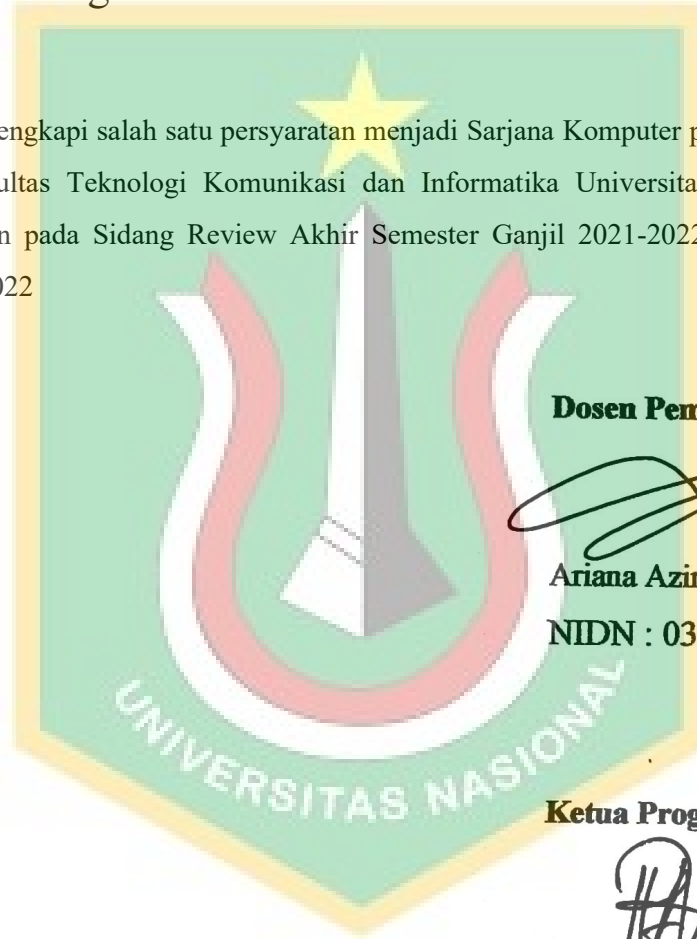 engkapi salah satu persyaratan menjadi Sarjana Komputer p
ultas Teknologi Komunikasi dan Informatika Universita
n pada Sidang Review Akhir Semester Ganjil 2021-2022
022
Dosen Pem
Ariana Azin
NIDN : 03
UNIVERSITAS NASIONAL
Ketua Prog